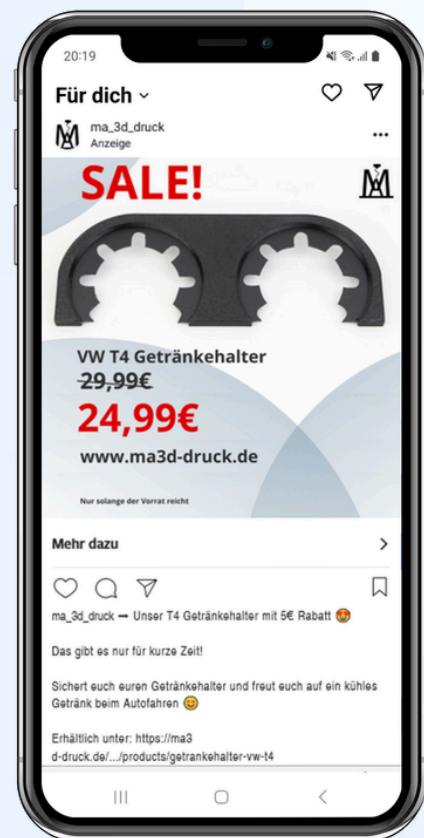 20:19
Für dich
ma_3d_druck
Anzeige
SALE!
VW T4 Getränkehalter
29,99€
24,99€
www.ma3d-druck.de
Nur solange der Vorrat reicht
Mehr dazu
ma_3d_druck ➞ Unser T4 Getränkehalter mit 5€ Rabatt 🤩
Das gibt es nur für kurze Zeit!
Sichert euch euren Getränkehalter und freut euch auf ein kühles
Getränk beim Autofahren 😊
Erhältlich unter: https://ma3
d-druck.de/.../products/getrankehalter-vw-t4